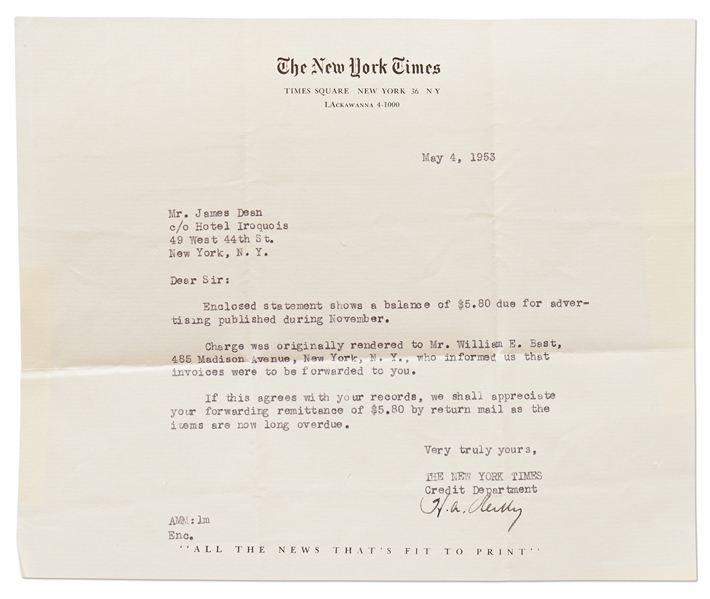 The New York Times
TIMES SQUARE NEW YORK 36 N Y
LAckawanna 4-1000
May 4, 1953
Mr. James Dean
c/o Hotel Iroquois
49 West 44th St.
New York, N. Y.
Dear Sir:
Enclosed statement shows a balance of $5.80 due for adver-
tising published during November.
Charge was originally rendered to Mr. William E. Bast,
485 Madison Avenue, New York, N. Y., who informed us that
invoices were to be forwarded to you.
If this agrees with your records, we shall appreciate
your forwarding remittance of $5.80 by return mail as the
items are now long overdue.
Very truly yours,
THE NEW YORK TIMES
Credit Department
H. A. Reilly
AMM:lm
Enc.
"ALL THE NEWS THAT'S FIT TO PRINT"